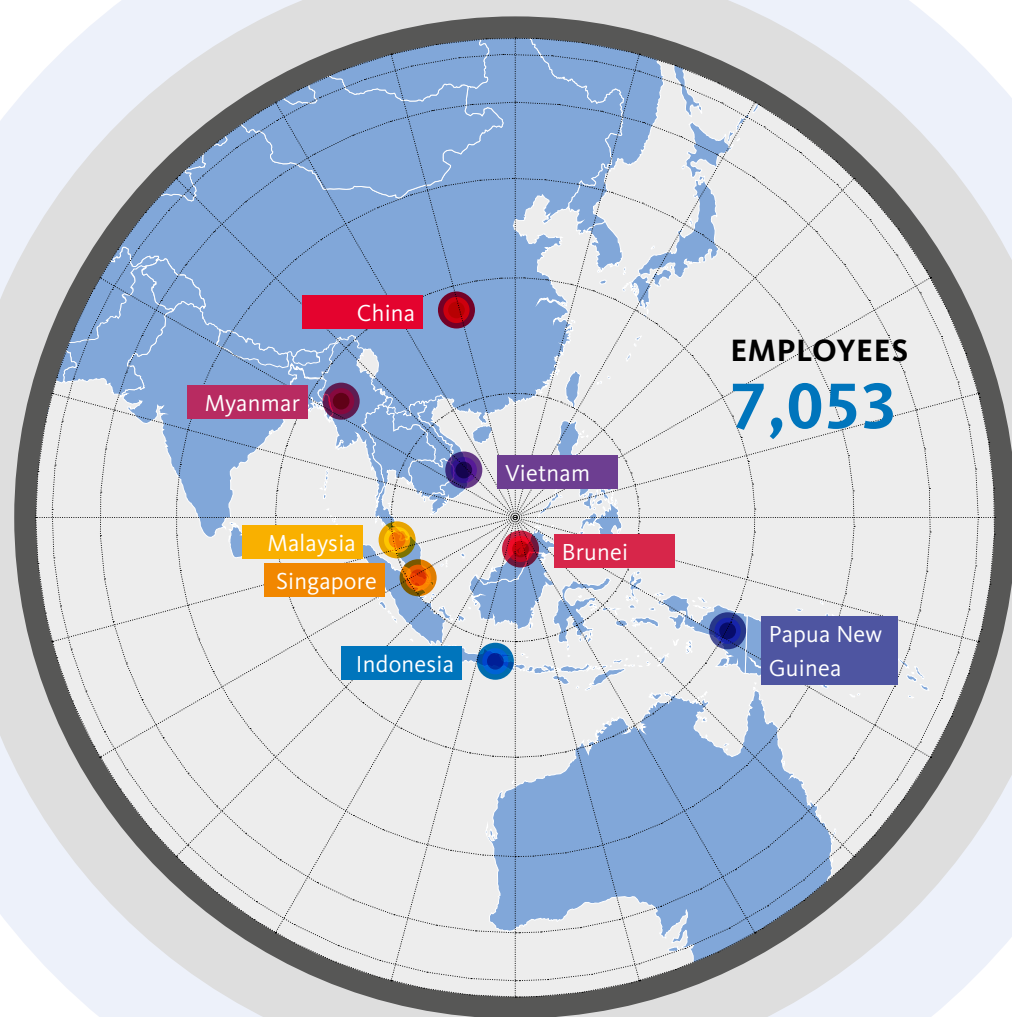 China
EMPLOYEES
7,053
Myanmar
Vietnam
Malaysia
Brunei
Singapore
Papua New
Guinea
Indonesia